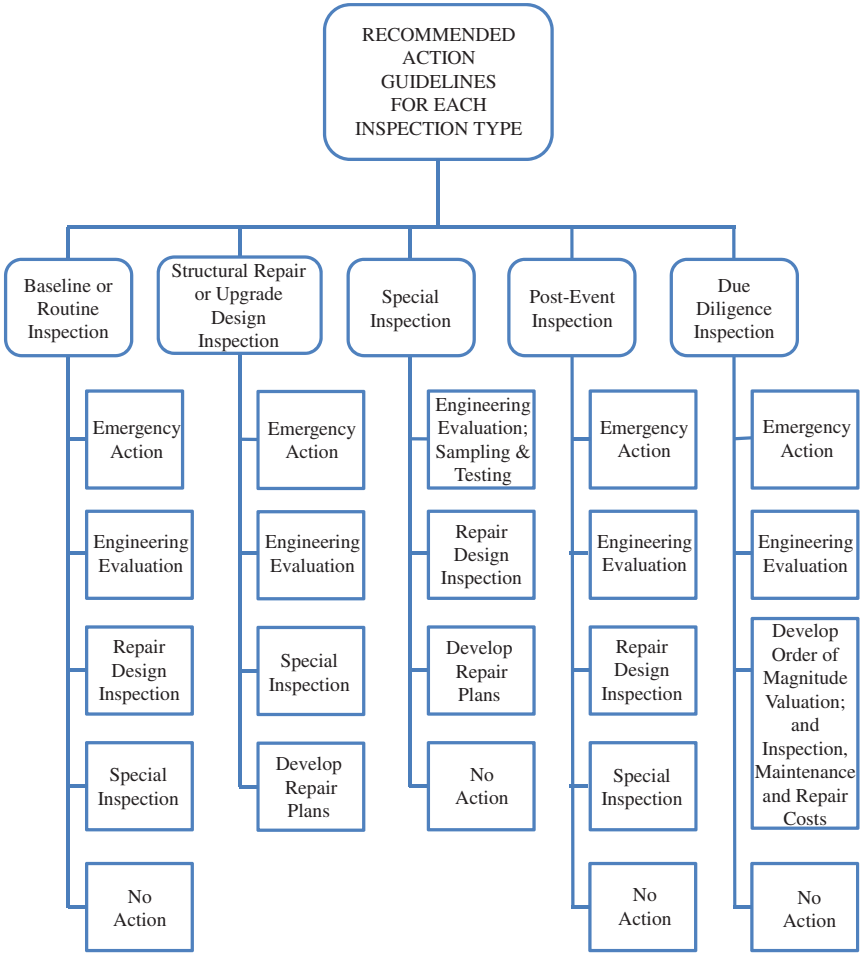 RECOMMENDED
ACTION
GUIDELINES
FOR EACH
INSPECTION TYPE
Baseline or
Routine
Inspection
Emergency
Action
Engineering
Evaluation
Repair
Design
Inspection
Special
Inspection
No
Action
Structural Repair
or Upgrade
Design
Inspection
Emergency
Action
Engineering
Evaluation
Special
Inspection
Develop
Repair
Plans
Special
Inspection
Engineering
Evaluation;
Sampling &
Testing
Repair
Design
Inspection
Develop
Repair
Plans
No
Action
Post-Event
Inspection
Emergency
Action
Engineering
Evaluation
Repair
Design
Inspection
Special
Inspection
No
Action
Due
Diligence
Inspection
Emergency
Action
Engineering
Evaluation
Develop
Order of
Magnitude
Valuation;
and
Inspection,
Maintenance
and Repair
Costs
No
Action